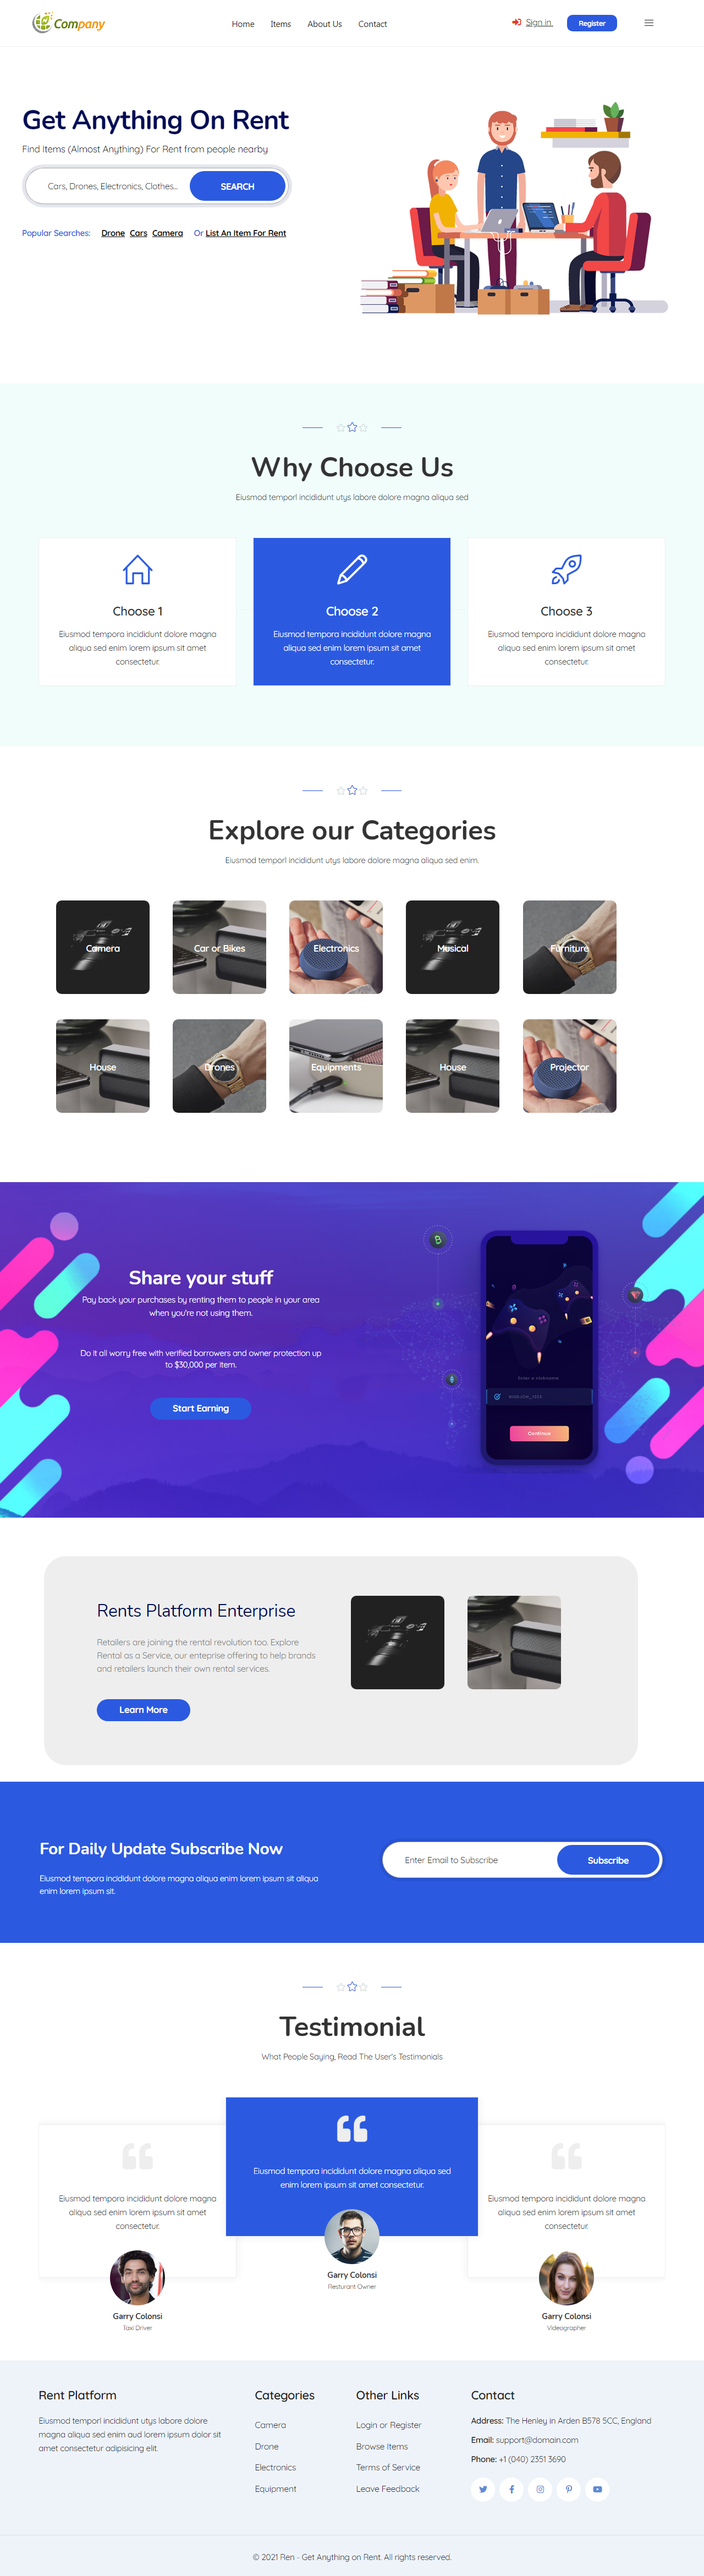 Company
Home Items About Us Contact
Sign in
Register
Get Anything On Rent
Find Items (Almost Anything) For Rent from people nearby
Cars, Drones, Electronics, Clothes...
SEARCH
Popular Searches: Drone Cars Camera Or List An Item For Rent
Why Choose Us
Eiusmod temporl incididunt utys labore dolore magna aliqua sed
Choose 1
Eiusmod tempora incididunt dolore magna
aliqua sed enim lorem ipsum sit amet
consectetur.
Choose 2
Eiusmod tempora incididunt dolore magna
aliqua sed enim lorem ipsum sit amet
consectetur.
Choose 3
Eiusmod tempora incididunt dolore magna
aliqua sed enim lorem ipsum sit amet
consectetur.
Explore our Categories
Eiusmod temporl incididunt utys labore dolore magna aliqua sed enim.
Camera
Car or Bikes
Electronics
Musical
Furniture
House
Drones
Equipments
House
Projector
Share your stuff
Pay back your purchases by renting them to people in your area
when you're not using them.
Do it all worry free with verified borrowers and owner protection up
to $30,000 per item.
Start Earning
Enter a nickname
Continue
Rents Platform Enterprise
Retailers are joining the rental revolution too. Explore
Rental as a Service, our enteprise offering to help brands
and retailers launch their own rental services.
Learn More
For Daily Update Subscribe Now
Eiusmod tempora incididunt dolore magna aliqua enim lorem ipsum sit aliqua
enim lorem ipsum sit.
Enter Email to Subscribe
Subscribe
Testimonial
What People Saying, Read The User's Testimonials
Eiusmod tempora incididunt dolore magna
aliqua sed enim lorem ipsum sit amet
consectetur.
Garry Colonsi
Taxi Driver
Eiusmod tempora incididunt dolore magna aliqua sed
enim lorem ipsum sit amet consectetur.
Garry Colonsi
Resturant Owner
Eiusmod tempora incididunt dolore magna
aliqua sed enim lorem ipsum sit amet
consectetur.
Garry Colonsi
Videographer
Rent Platform
Eiusmod temporl incididunt utys labore dolore
magna aliqua sed enim aud lorem ipsum dolor sit
amet consectetur adipisicing elit.
Categories
Camera
Drone
Electronics
Equipment
Other Links
Login or Register
Browse Items
Terms of Service
Leave Feedback
Contact
Address: The Henley in Arden B578 5CC, England
Email: support@domain.com
Phone: +1 (040) 2351 3690
© 2021 Ren - Get Anything on Rent. All rights reserved.